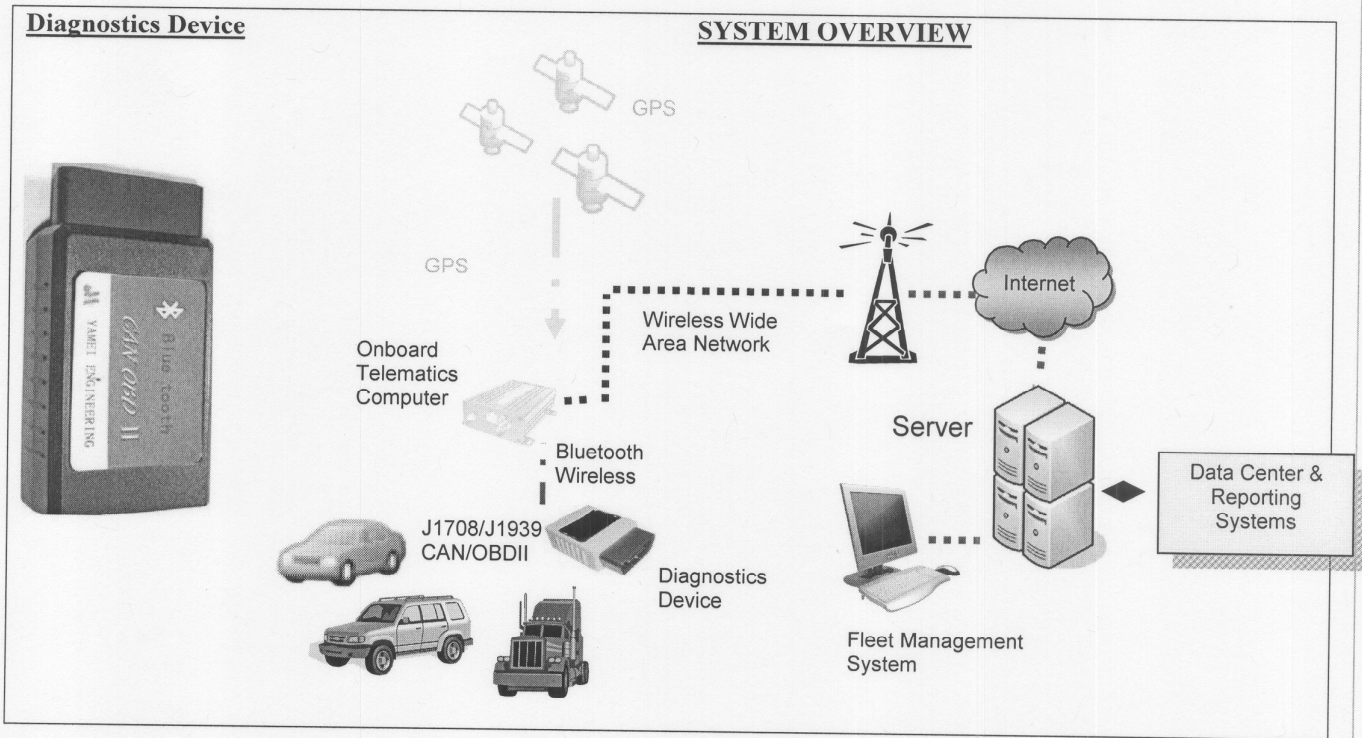 Diagnostics Device
SYSTEM OVERVIEW
GPS
GPS
Blue tooth
CAN OBD II
YAMEI ENGINEERING
Onboard
Telematics
Computer
Wireless Wide
Area Network
Internet
Server
Data Center &
Reporting
Systems
Bluetooth
Wireless
J1708/J1939
CAN/OBDII
Diagnostics
Device
Fleet Management
System